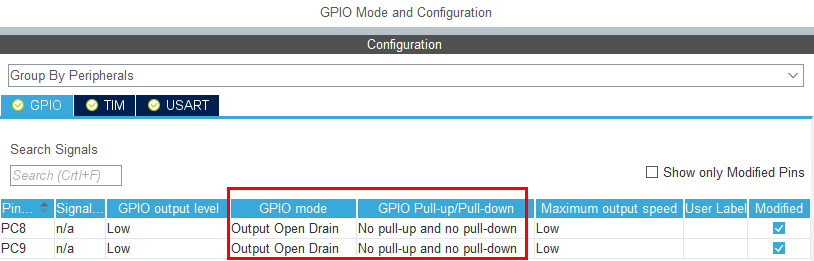 GPIO Mode and Configuration
Configuration
Group By Peripherals
GPIO TIM USART
Search Signals
Search (Crtl+F)
Show only Modified Pins
Pin... Signal... GPIO output level GPIO mode GPIO Pull-up/Pull-down Maximum output speed User Label Modified
PC8 n/a Low Output Open Drain No pull-up and no pull-down Low
PC9 n/a Low Output Open Drain No pull-up and no pull-down Low